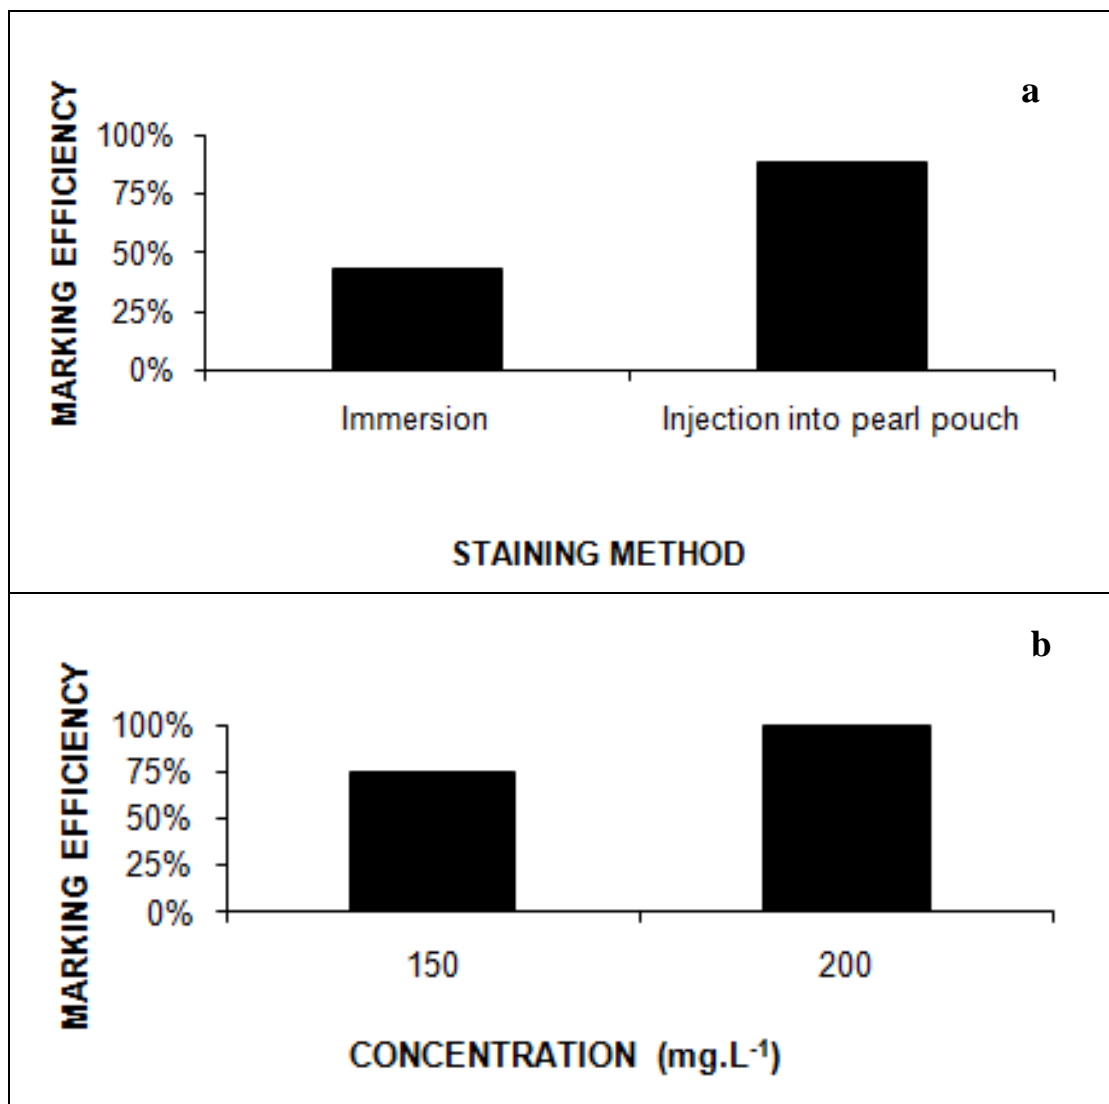 a
MARKING EFFICIENCY
100%
75%
50%
25%
0%
Immersion
Injection into pearl pouch
STAINING METHOD
b
MARKING EFFICIENCY
100%
75%
50%
25%
0%
150
200
CONCENTRATION (mg.L⁻¹)